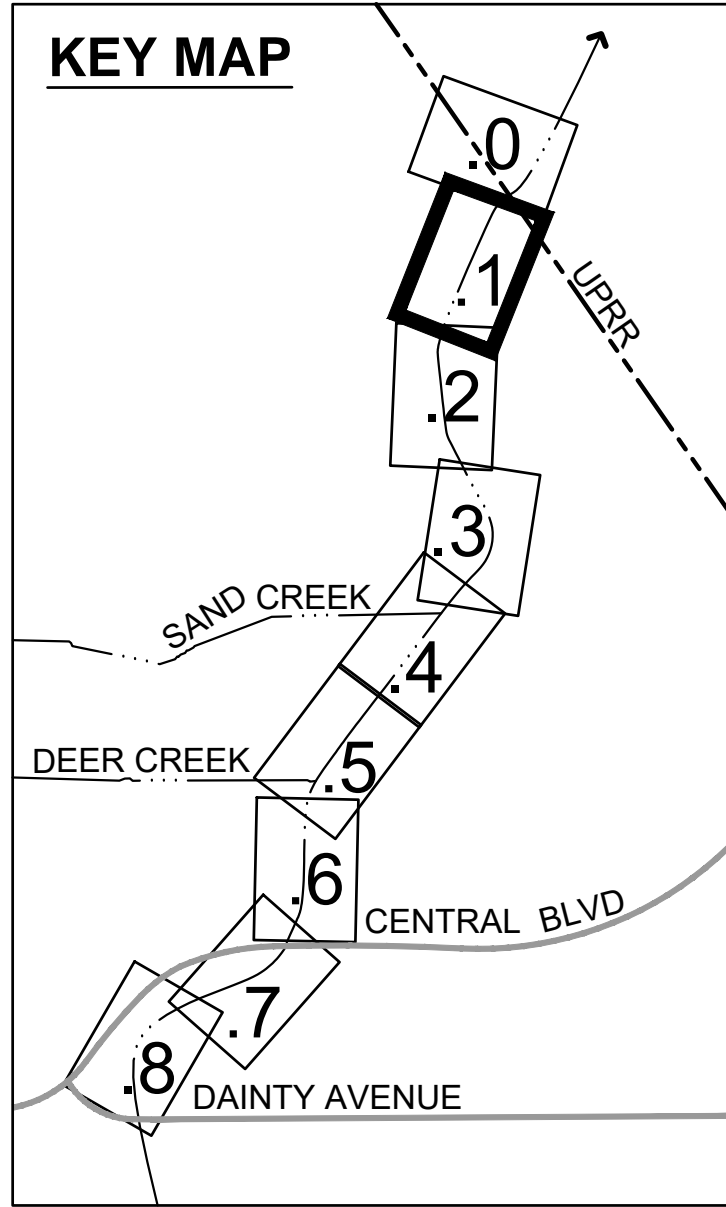 KEY MAP
.0
.1
UPRR
.2
.3
SAND CREEK
.4
DEER CREEK
.5
.6
CENTRAL BLVD
.7
.8
DAINTY AVENUE